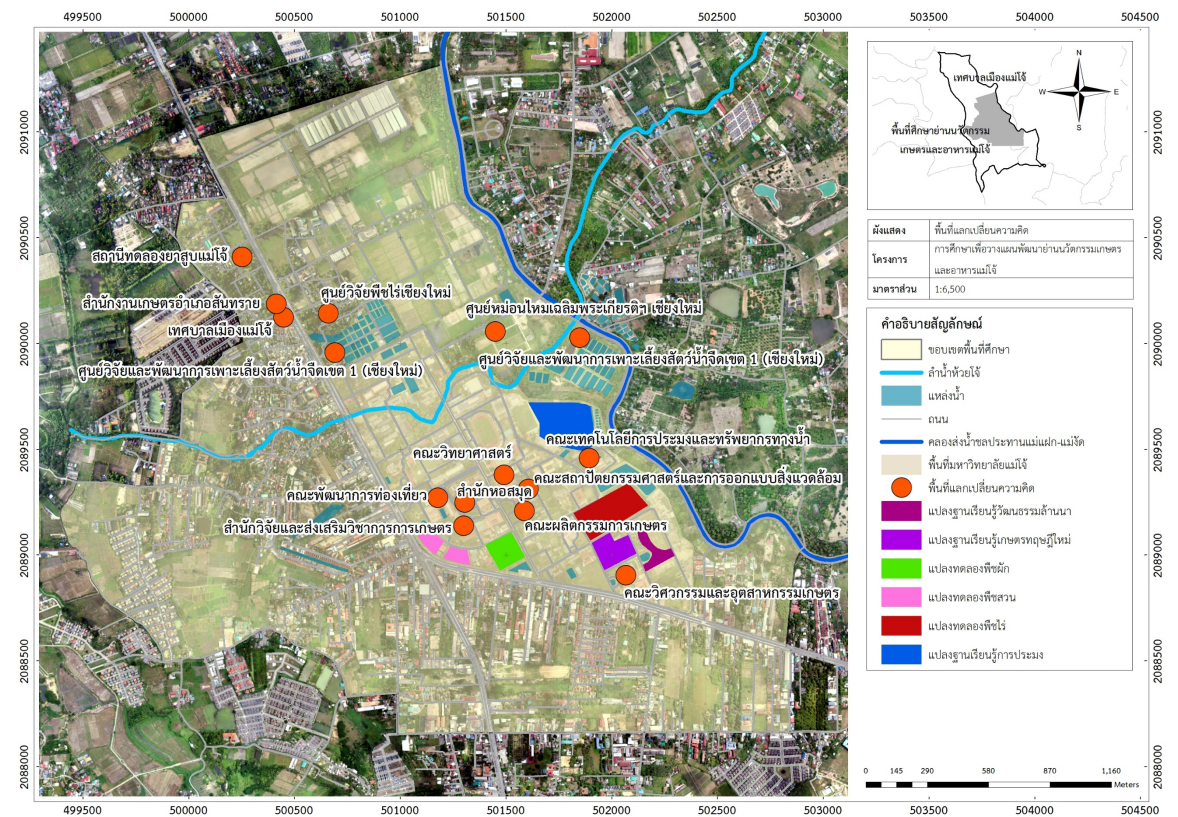 499500 500000 500500 501000 501500 502000 502500 503000 503500 504000 504500
2091000
2090500
2090000
2089500
2089000
2088500
2088000
สถานีทดลองยาสูบแม่โจ้
สำนักงานเกษตรอำเภอสันทราย
ศูนย์วิจัยพืชไร่เชียงใหม่
เทศบาลเมืองแม่โจ้
ศูนย์หม่อนไหมเฉลิมพระเกียรติฯ เชียงใหม่
ศูนย์วิจัยและพัฒนาการเพาะเลี้ยงสัตว์น้ำจืดเขต 1 (เชียงใหม่)
ศูนย์วิจัยและพัฒนาการเพาะเลี้ยงสัตว์น้ำจืดเขต 1 (เชียงใหม่)
คณะเทคโนโลยีการประมงและทรัพยากรทางน้ำ
คณะวิทยาศาสตร์
คณะสถาปัตยกรรมศาสตร์และการออกแบบสิ่งแวดล้อม
คณะพัฒนาการท่องเที่ยว
สำนักหอสมุด
สำนักวิจัยและส่งเสริมวิชาการการเกษตร
คณะผลิตกรรมการเกษตร
คณะวิศวกรรมและอุตสาหกรรมเกษตร
N
W E
S
เทศบาลเมืองแม่โจ้
พื้นที่ศึกษาย่านนวัตกรรม
เกษตรและอาหารแม่โจ้
ผังแสดง พื้นที่แลกเปลี่ยนความคิด
โครงการ การศึกษาเพื่อวางแผนพัฒนาย่านนวัตกรรมเกษตร
และอาหารแม่โจ้
มาตราส่วน 1:6,500
คำอธิบายสัญลักษณ์
ขอบเขตพื้นที่ศึกษา
ลำน้ำห้วยโจ้
แหล่งน้ำ
ถนน
คลองส่งน้ำชลประทานแม่แฝก-แม่งัด
พื้นที่มหาวิทยาลัยแม่โจ้
พื้นที่แลกเปลี่ยนความคิด
แปลงฐานเรียนรู้วัฒนธรรมล้านนา
แปลงฐานเรียนรู้เกษตรทฤษฎีใหม่
แปลงทดลองพืชผัก
แปลงทดลองพืชสวน
แปลงทดลองพืชไร่
แปลงฐานเรียนรู้การประมง
0 145 290 580 870 1,160
Meters
2091000
2090500
2090000
2089500
2089000
2088500
2088000
499500 500000 500500 501000 501500 502000 502500 503000 503500 504000 504500